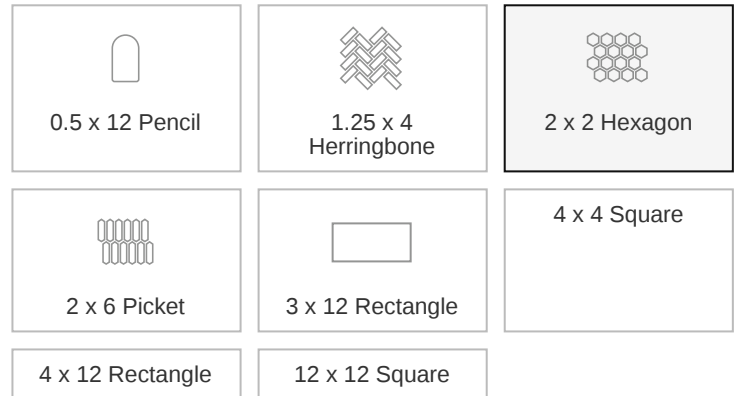 0.5 x 12 Pencil
1.25 x 4
Herringbone
2 x 2 Hexagon
2 x 6 Picket
3 x 12 Rectangle
4 x 4 Square
4 x 12 Rectangle
12 x 12 Square